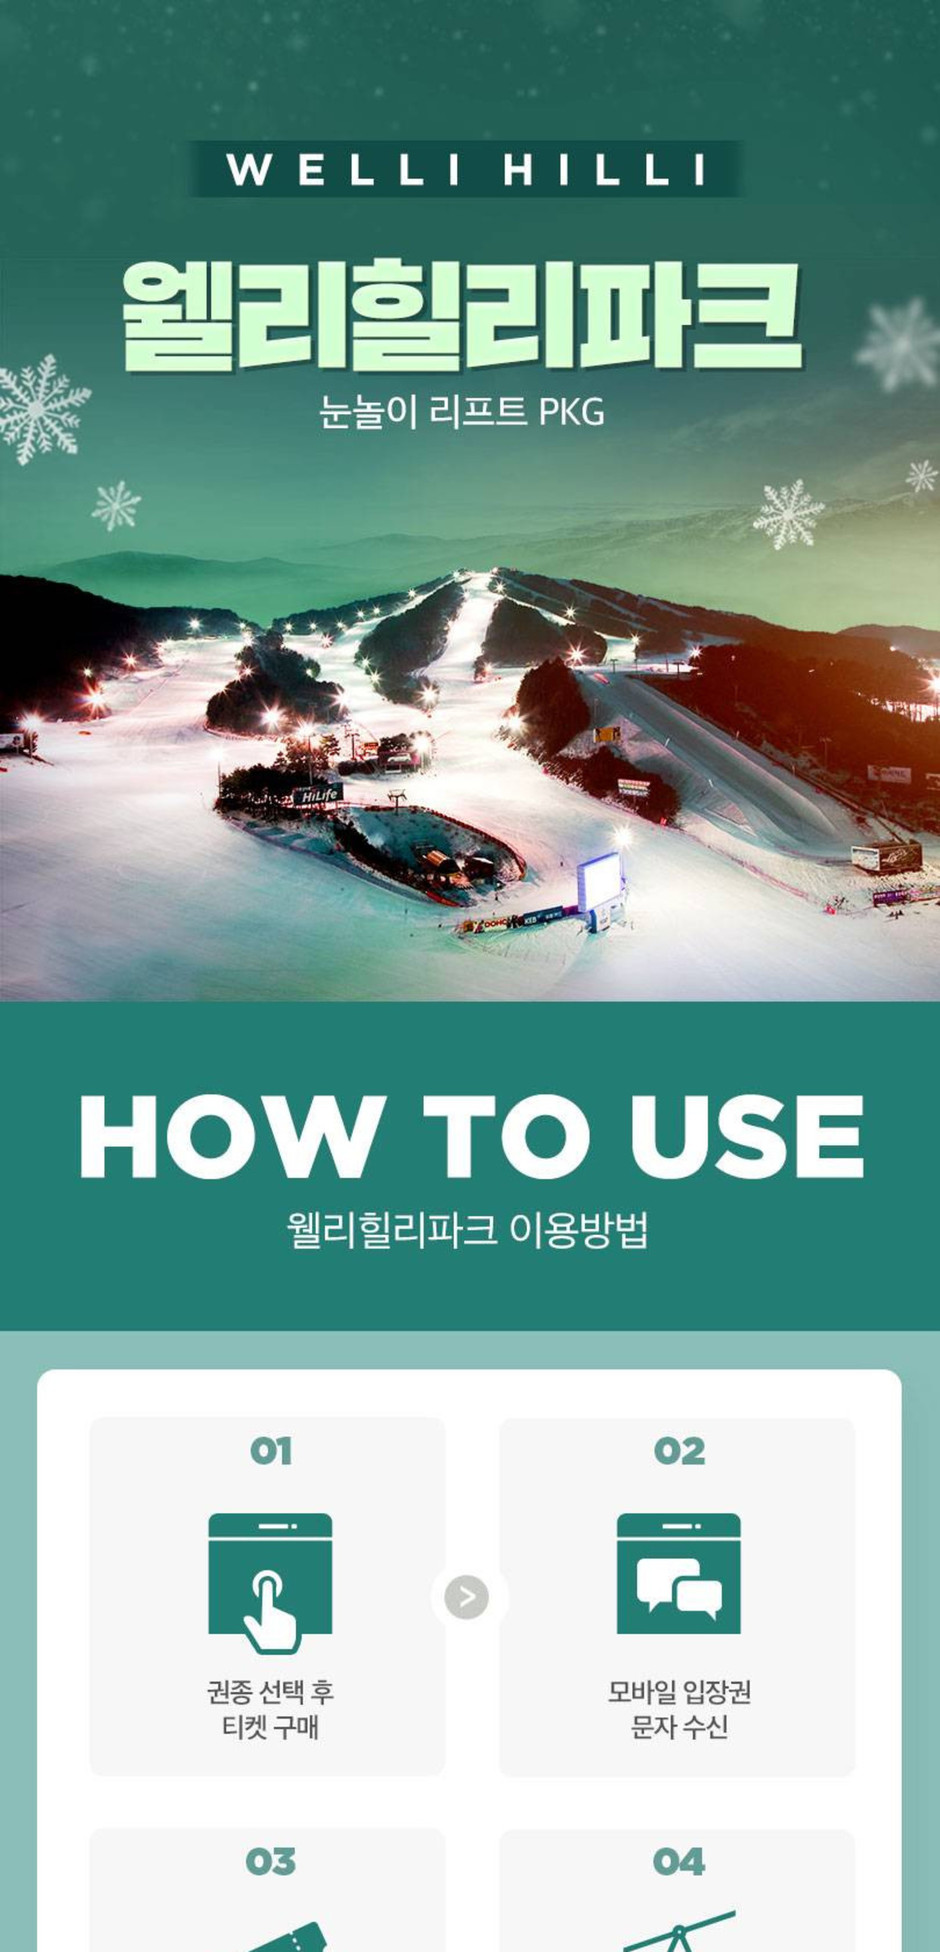 WELLI HILLI
웰리힐리파크
눈놀이 리프트 PKG
HiLife
HOW TO USE
웰리힐리파크 이용방법
01
02
권종 선택 후
티켓 구매
모바일 입장권
문자 수신
03
04